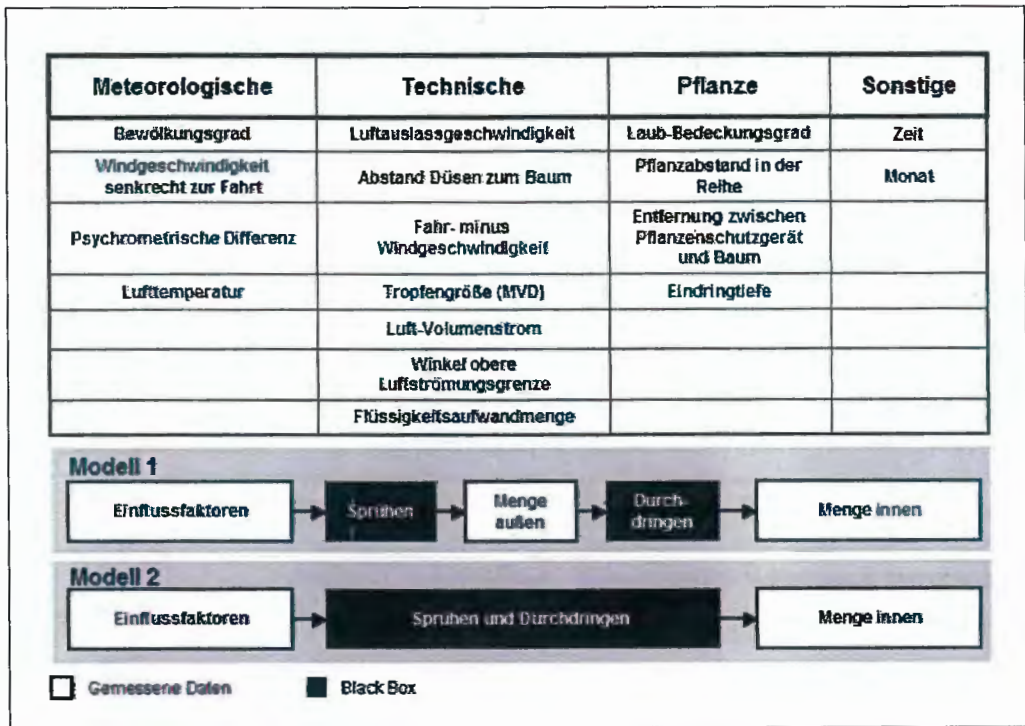 Meteorologische Technische Pflanze Sonstige
Bewölkungsgrad Luftauslassgeschwindigkeit Laub-Bedeckungsgrad Zeit
Windgeschwindigkeit
senkrecht zur Fahrt
Abstand Düsen zum Baum
Pflanzabstand in der
Reihe
Monat
Psychrometrische Differenz
Fahr- minus
Windgeschwindigkeit
Entfernung zwischen
Pflanzenschutzgerät
und Baum
Lufttemperatur Tropfengröße (MVD) Eindringtiefe
Luft-Volumenstrom
Winkel obere
Luftströmungsgrenze
Flüssigkeitsaufwandmenge
Modell 1
Einflussfaktoren
Sprühen
Menge
außen
Durch-
dringen
Menge innen
Modell 2
Einflussfaktoren
Sprühen und Durchdringen
Menge innen
Gemessene Daten Black Box